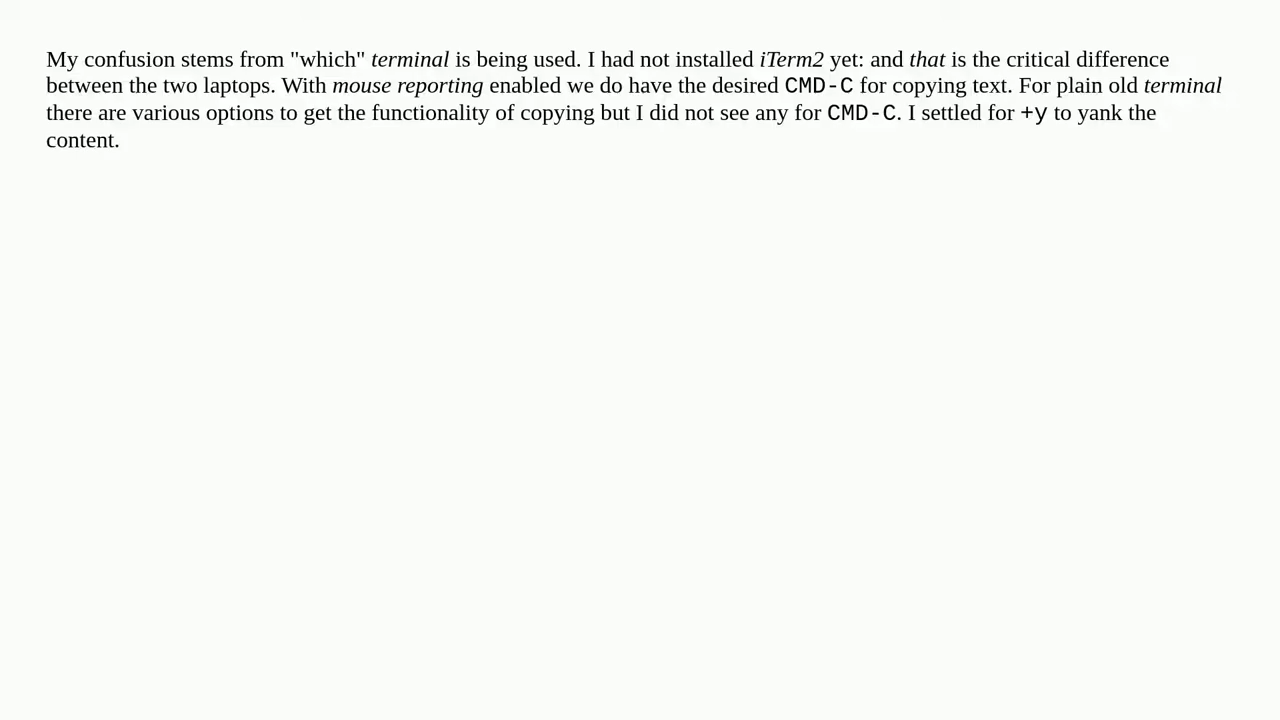 My confusion stems from "which" terminal is being used. I had not installed iTerm2 yet: and that is the critical difference
between the two laptops. With mouse reporting enabled we do have the desired CMD-C for copying text. For plain old terminal
there are various options to get the functionality of copying but I did not see any for CMD-C. I settled for +y to yank the
content.